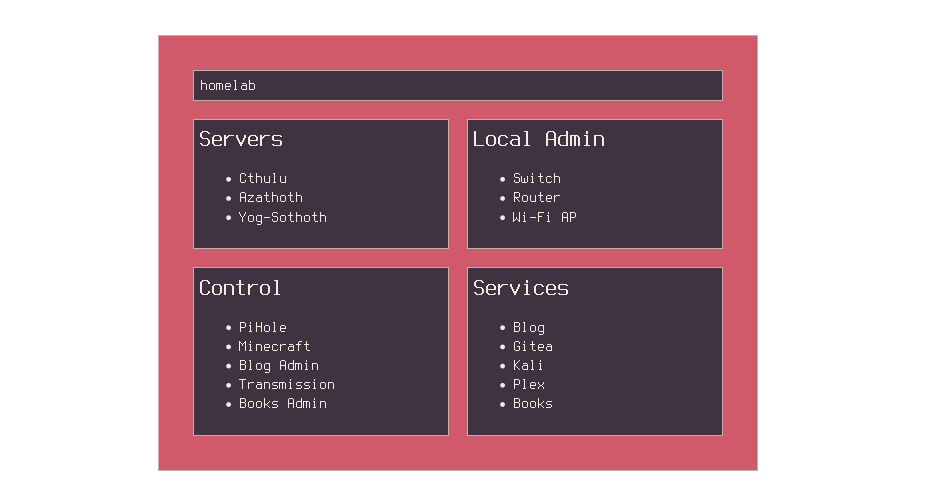 homelab
Servers
Cthulu
Azathoth
Yog-Sothoth
Local Admin
Switch
Router
Wi-Fi AP
Control
PiHole
Minecraft
Blog Admin
Transmission
Books Admin
Services
Blog
Gitea
Kali
Plex
Books